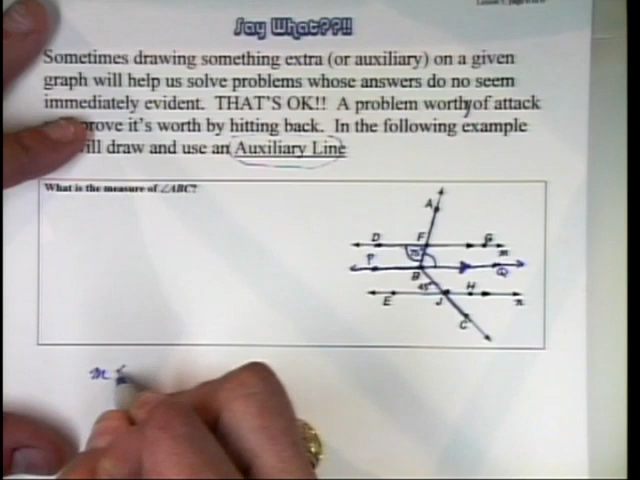 Say What??!!
Sometimes drawing something extra (or auxiliary) on a given
graph will help us solve problems whose answers do no seem
immediately evident. THAT'S OK!! A problem worthy of attack
prove it's worth by hitting back. In the following example
ill draw and use an Auxiliary Line
What is the measure of ∠ABC?
A
D F G
75° m
P B Q
45° H
E J n
C
m